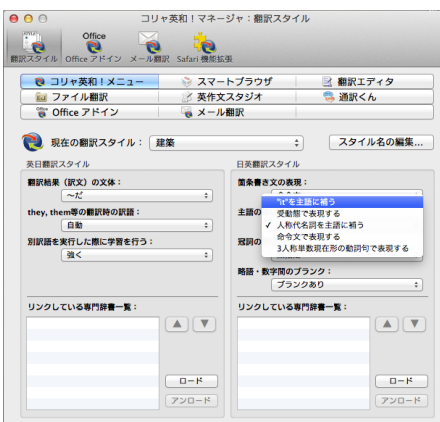 コリャ英和！マネージャ：翻訳スタイル
Office
翻訳スタイル Office アドイン メール翻訳 Safari 機能拡張
コリャ英和！メニュー スマートブラウザ 翻訳エディタ
ファイル翻訳 英作文スタジオ 通訳くん
Office アドイン メール翻訳
現在の翻訳スタイル： 建築 スタイル名の編集...
英日翻訳スタイル 日英翻訳スタイル
翻訳結果（訳文）の文体： 箇条書き文の表現：
〜だ
"it"を主語に補う
they, them等の翻訳時の訳語： 主語の
受動態で表現する
自動 ✓ 人称代名詞を主語に補う
別訳語を実行した際に学習を行う： 冠詞の
命令文で表現する
強く 3人称単数現在形の動詞句で表現する
略語・数字間のブランク：
ブランクあり
リンクしている専門辞書一覧： リンクしている専門辞書一覧：
ロード ロード
アンロード アンロード